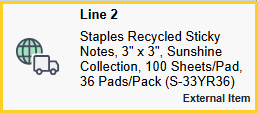 Line 2
Staples Recycled Sticky
Notes, 3" x 3", Sunshine
Collection, 100 Sheets/Pad,
36 Pads/Pack (S-33YR36)
External Item